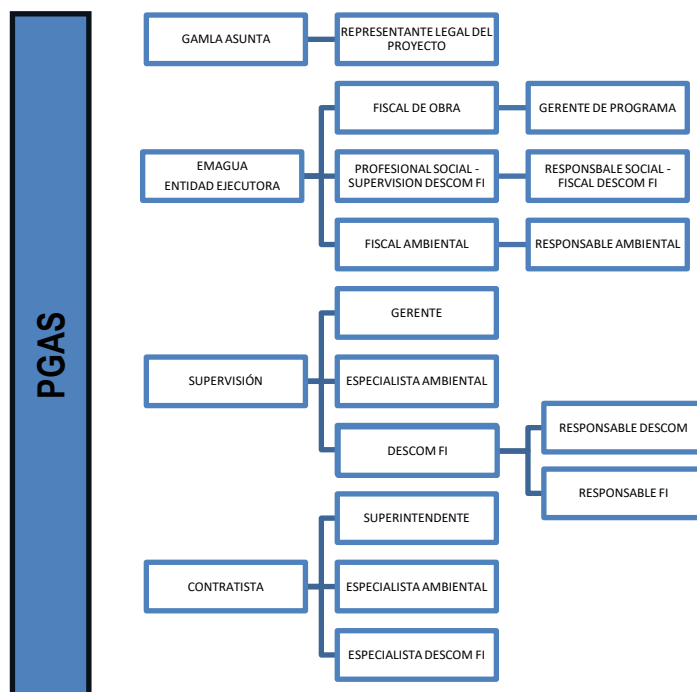 PGAS
GAMLA ASUNTA
REPRESENTANTE LEGAL DEL
PROYECTO
EMAGUA
ENTIDAD EJECUTORA
FISCAL DE OBRA
GERENTE DE PROGRAMA
PROFESIONAL SOCIAL -
SUPERVISION DESCOM FI
RESPONSBALE SOCIAL -
FISCAL DESCOM FI
FISCAL AMBIENTAL
RESPONSABLE AMBIENTAL
SUPERVISIÓN
GERENTE
ESPECIALISTA AMBIENTAL
DESCOM FI
RESPONSABLE DESCOM
RESPONSABLE FI
CONTRATISTA
SUPERINTENDENTE
ESPECIALISTA AMBIENTAL
ESPECIALISTA DESCOM FI